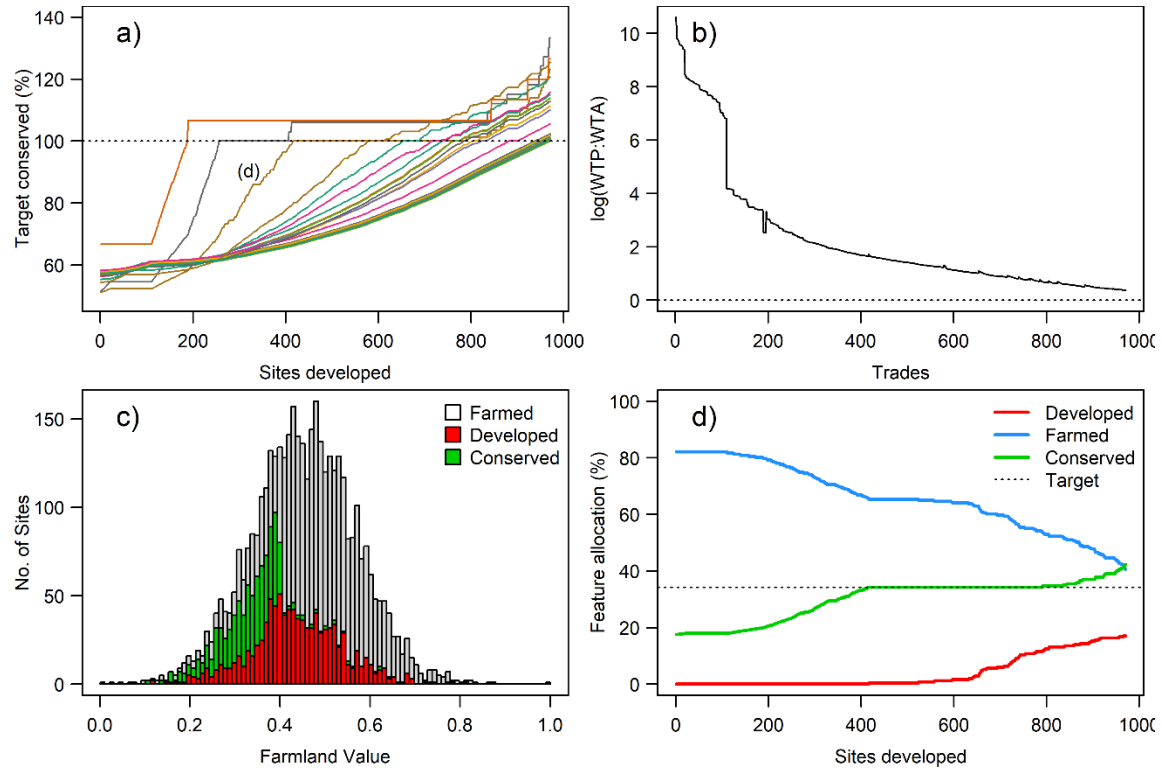 a)
140
120
100
80
60
Target conserved (%)
(d)
0 200 400 600 800 1000
Sites developed
b)
10
8
6
4
2
0
log(WTP:WTA)
0 200 400 600 800 1000
Trades
c)
Farmed
Developed
Conserved
150
100
50
0
No. of Sites
0.0 0.2 0.4 0.6 0.8 1.0
Farmland Value
d)
Developed
Farmed
Conserved
Target
100
80
60
40
20
0
Feature allocation (%)
0 200 400 600 800 1000
Sites developed